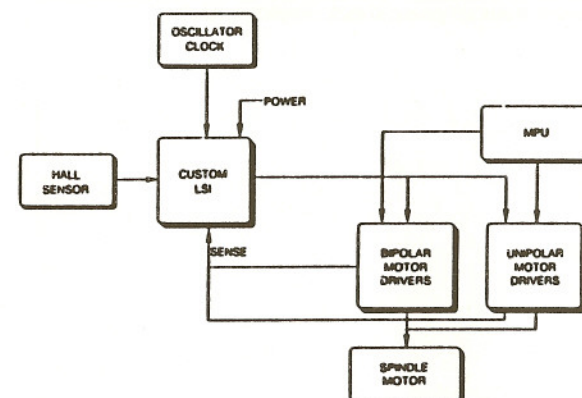 OSCILLATOR
CLOCK
POWER
MPU
HALL
SENSOR
CUSTOM
LSI
SENSE
BIPOLAR
MOTOR
DRIVERS
UNIPOLAR
MOTOR
DRIVERS
SPINDLE
MOTOR